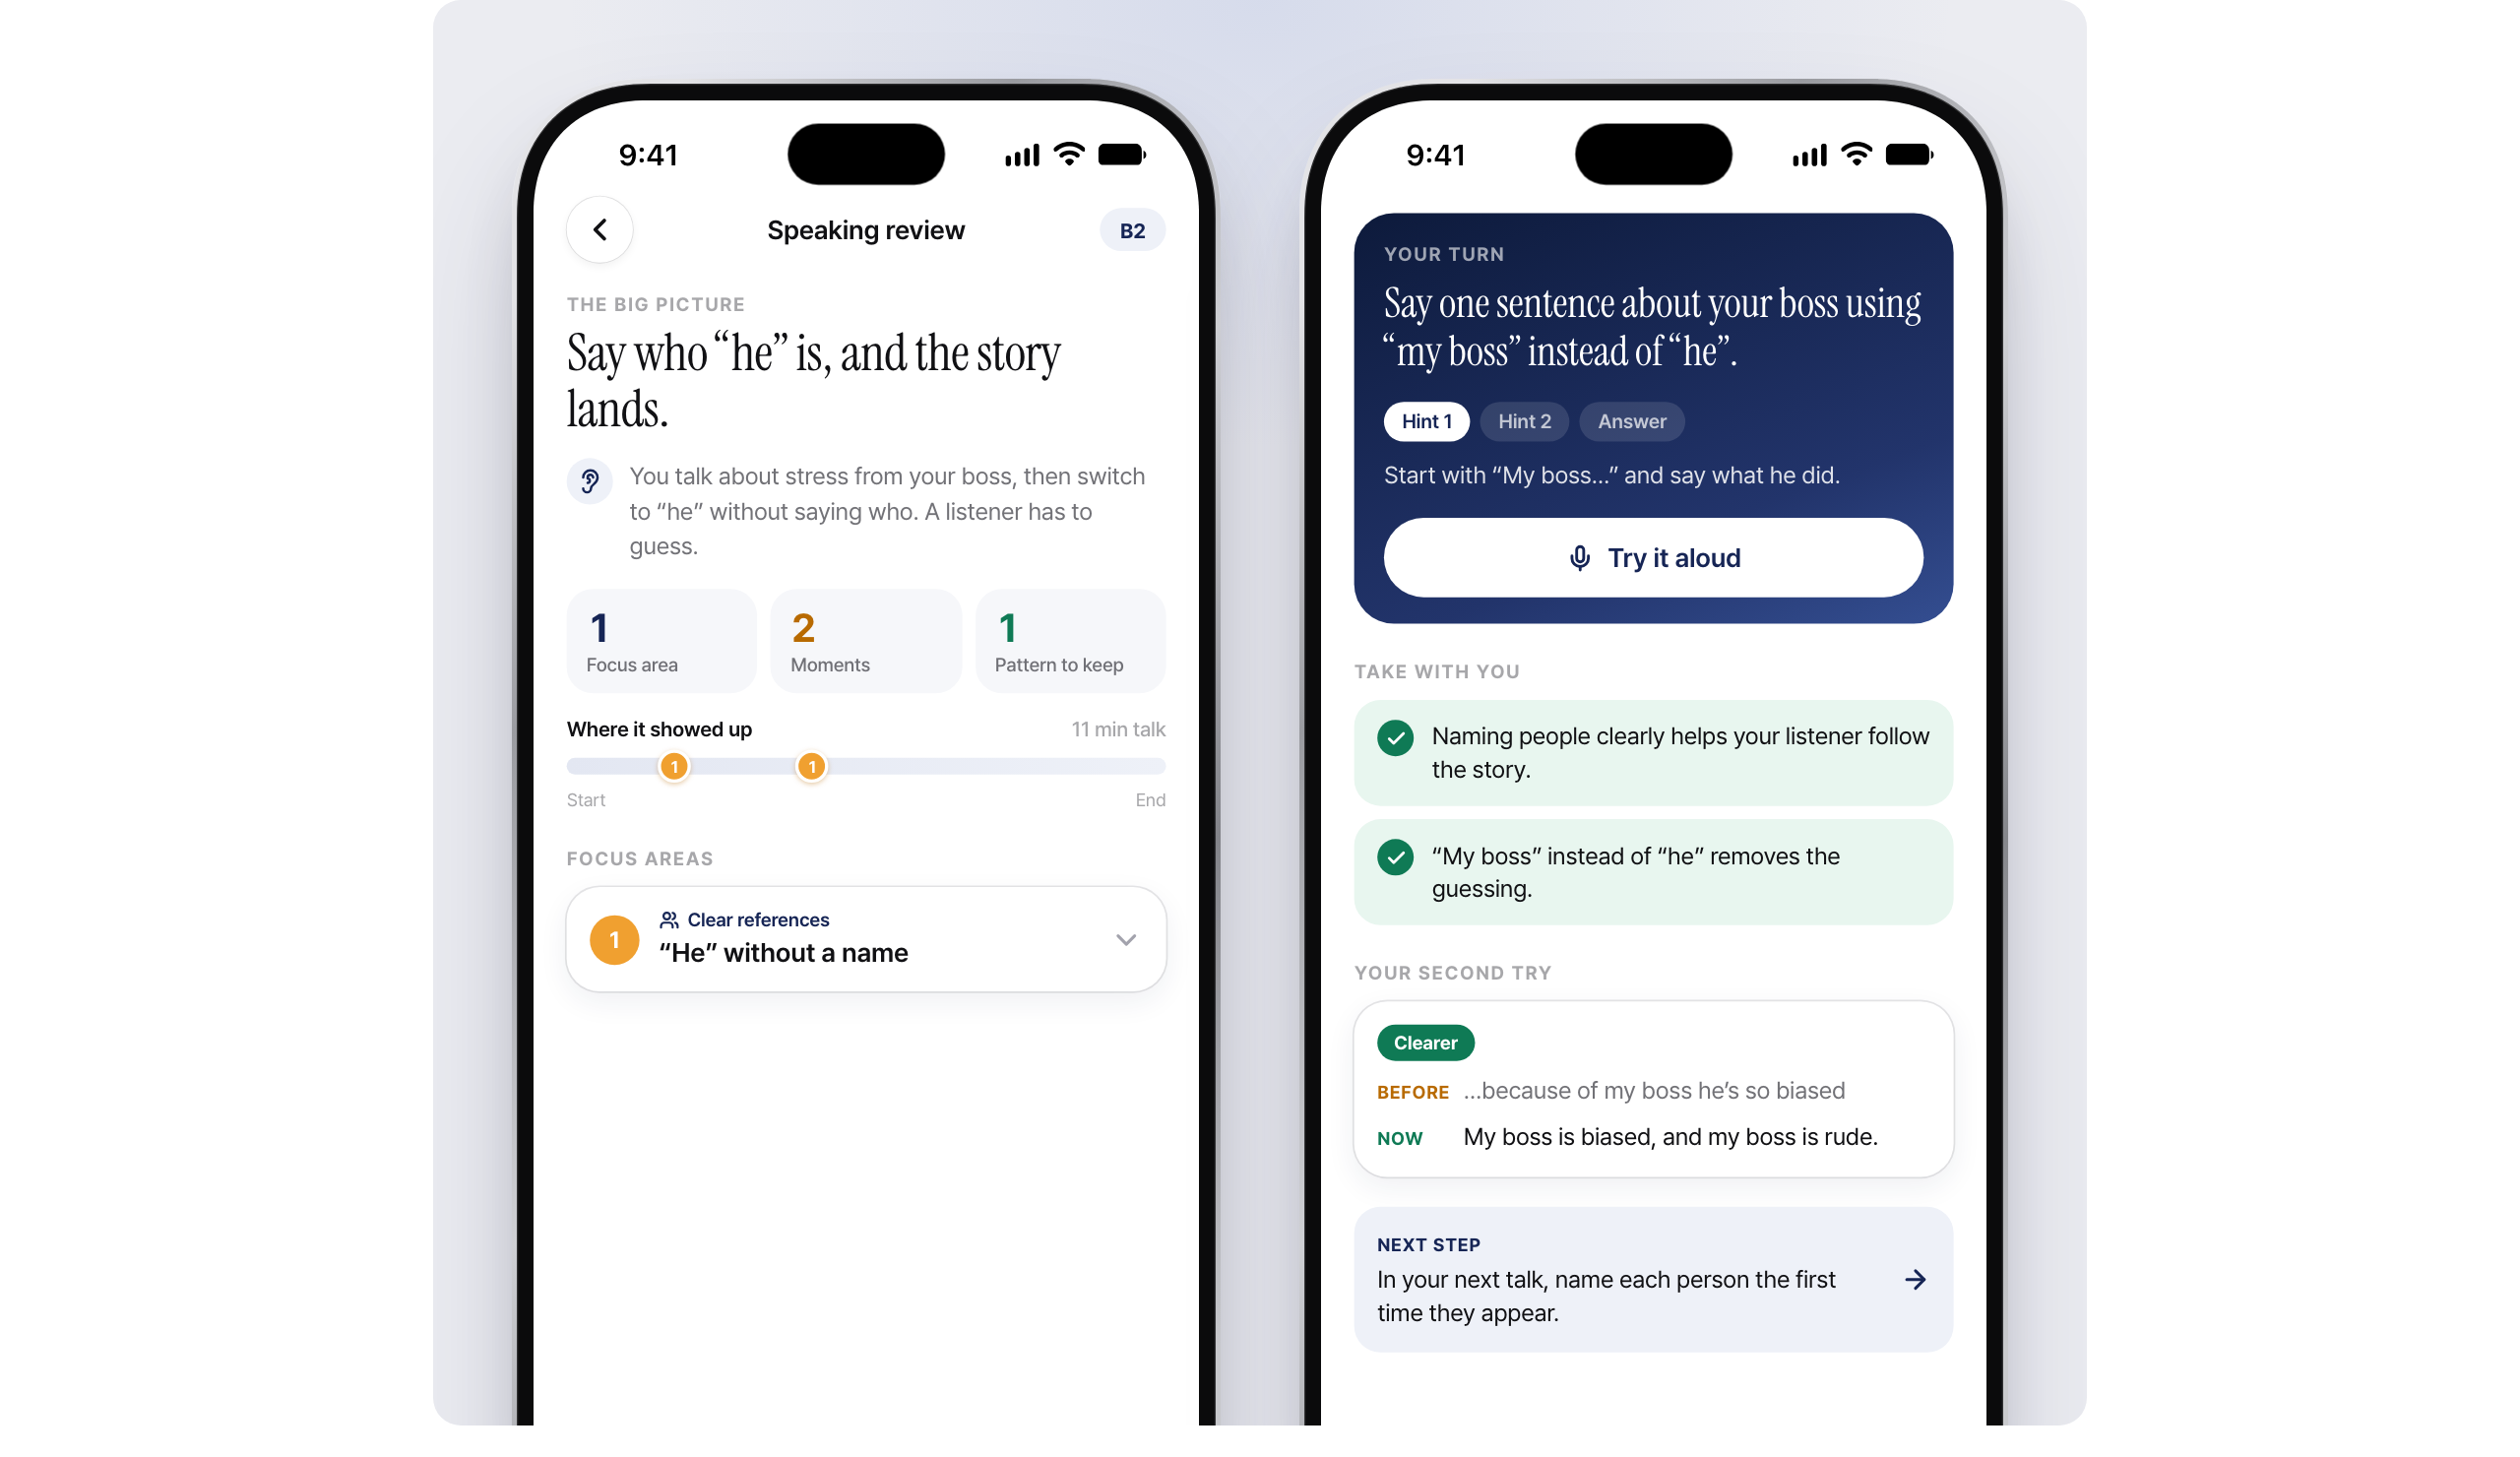 9:41
Speaking review
B2
THE BIG PICTURE
Say who “he” is, and the story
lands.
You talk about stress from your boss, then switch
to “he” without saying who. A listener has to
guess.
1
Focus area
2
Moments
1
Pattern to keep
Where it showed up
11 min talk
1
1
Start
End
FOCUS AREAS
1
Clear references
“He” without a name
9:41
YOUR TURN
Say one sentence about your boss using
“my boss” instead of “he”.
Hint 1
Hint 2
Answer
Start with “My boss...” and say what he did.
Try it aloud
TAKE WITH YOU
Naming people clearly helps your listener follow
the story.
“My boss” instead of “he” removes the
guessing.
YOUR SECOND TRY
Clearer
BEFORE ...because of my boss he’s so biased
NOW My boss is biased, and my boss is rude.
NEXT STEP
In your next talk, name each person the first
time they appear.